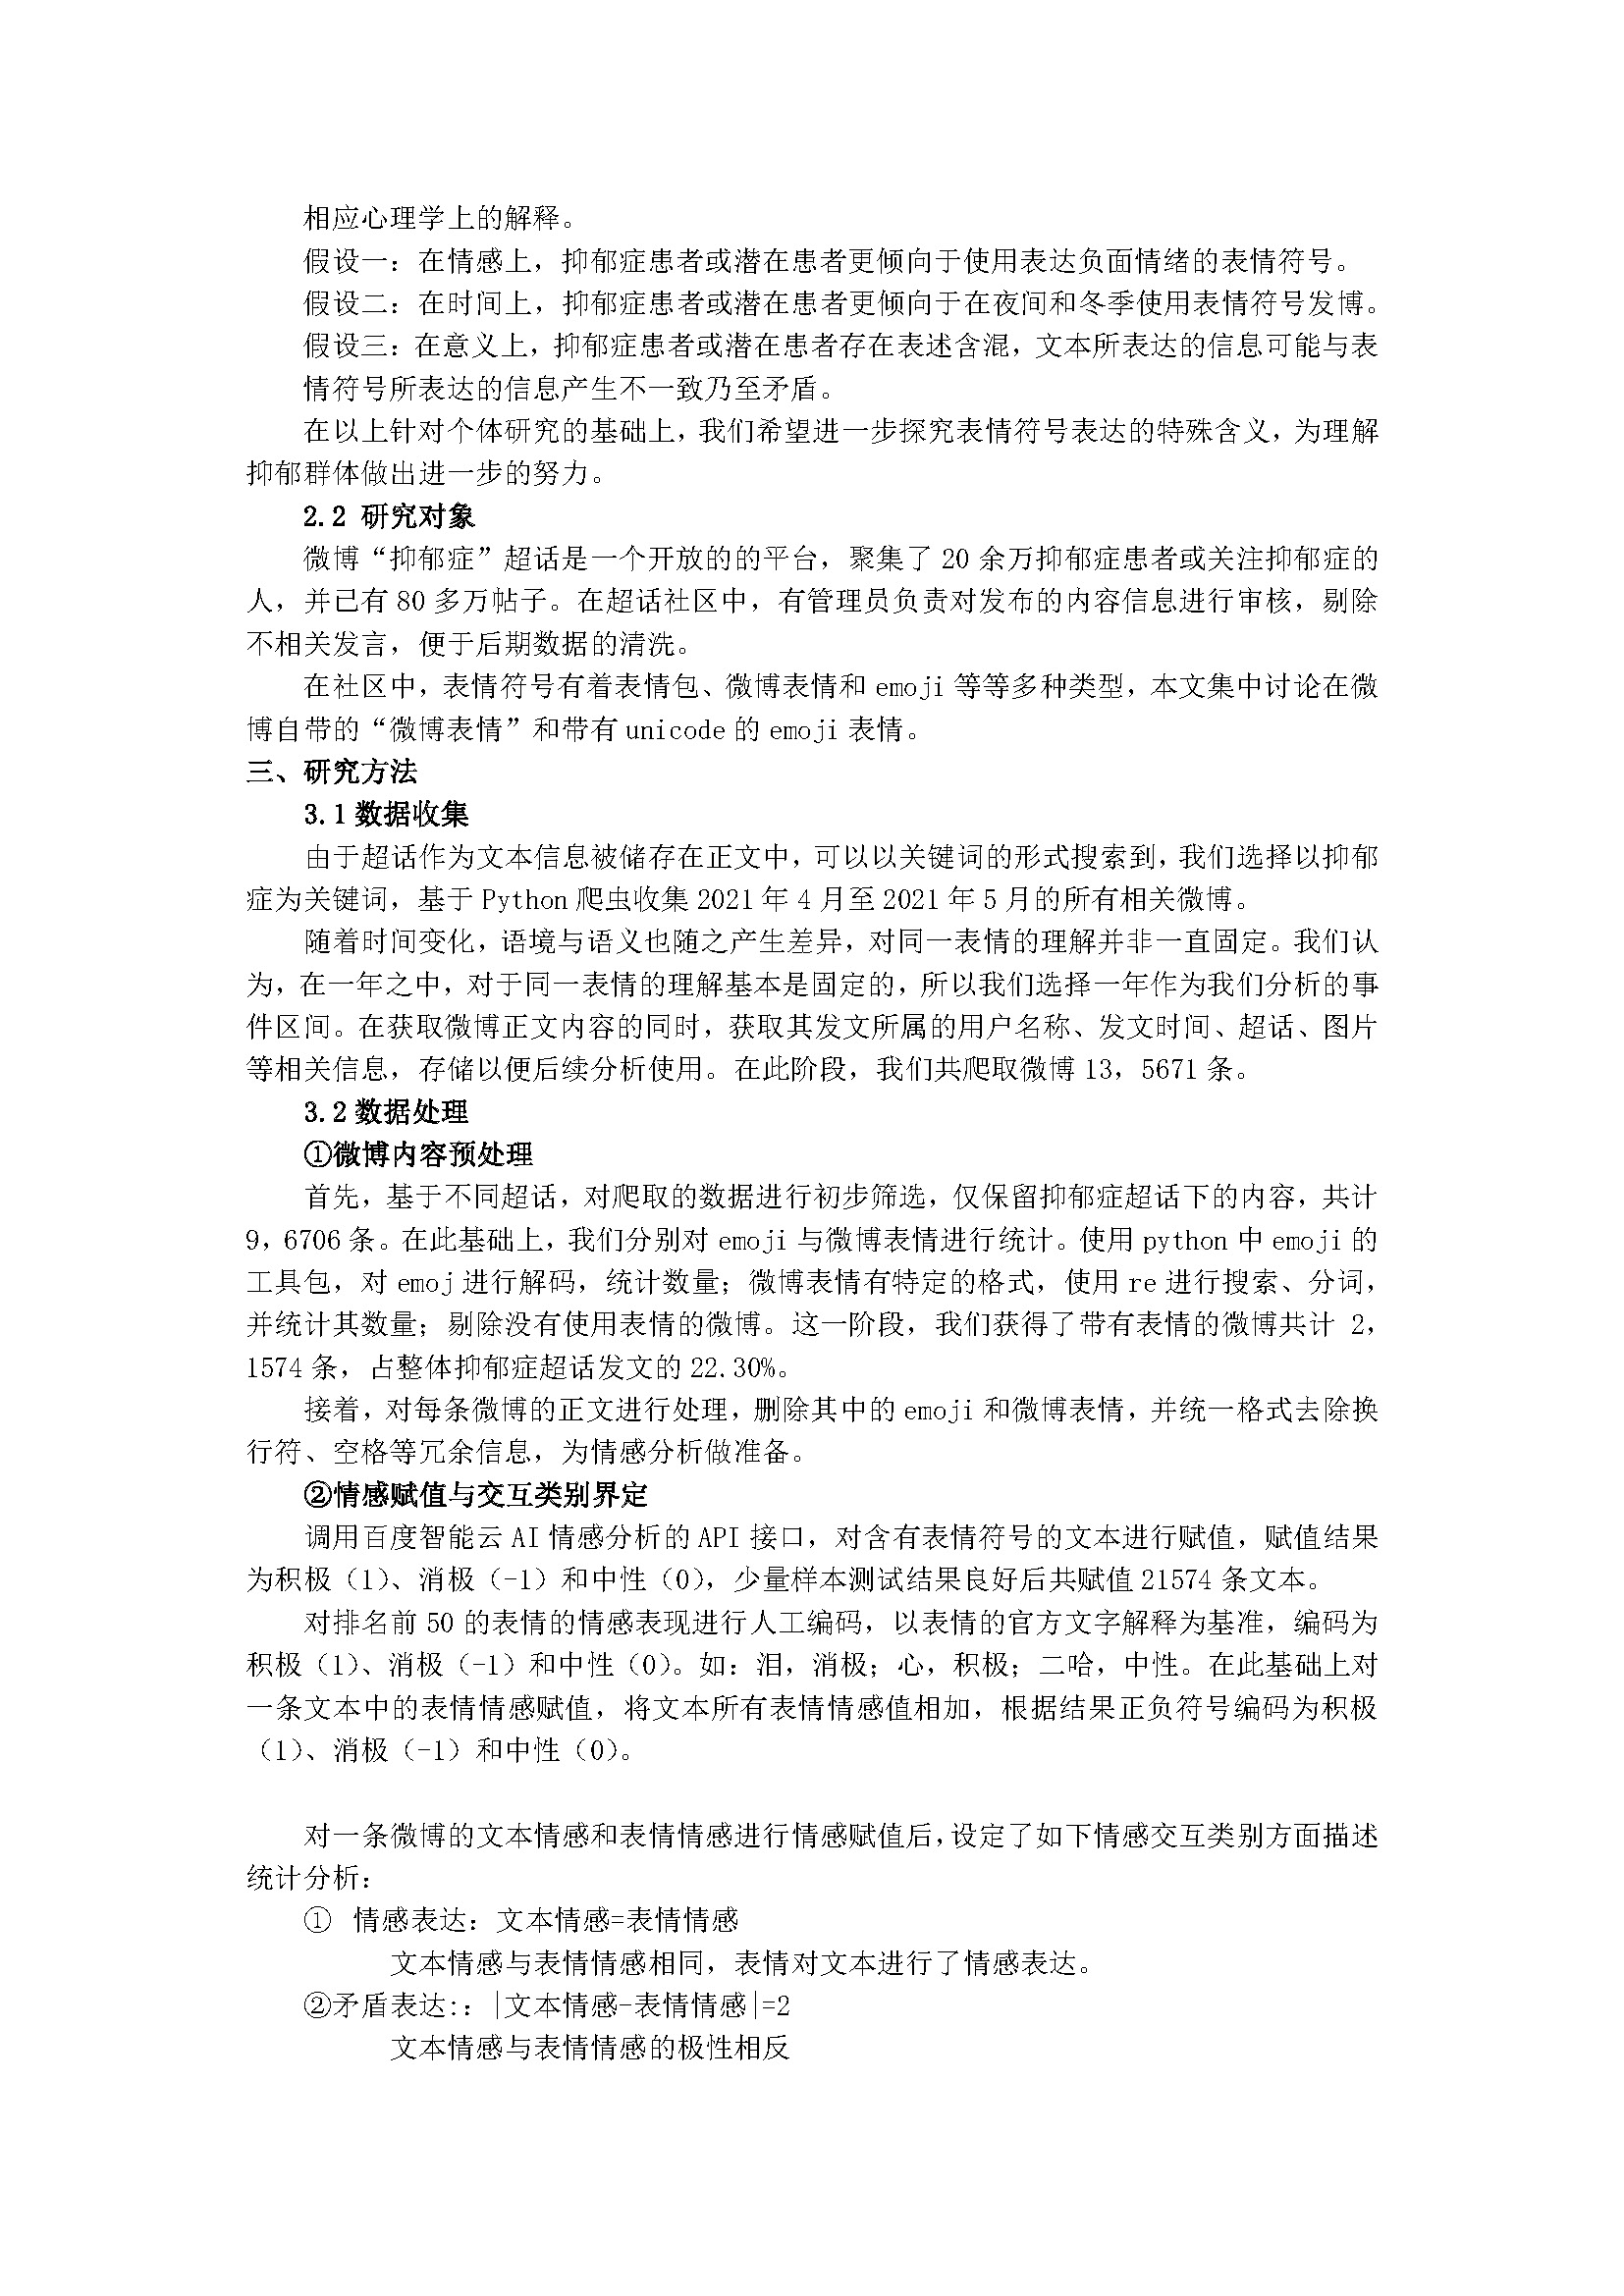 相应心理学上的解释。
假设一：在情感上，抑郁症患者或潜在患者更倾向于使用表达负面情绪的表情符号。
假设二：在时间上，抑郁症患者或潜在患者更倾向于在夜间和冬季使用表情符号发博。
假设三：在意义上，抑郁症患者或潜在患者存在表述含混，文本所表达的信息可能与表
情符号所表达的信息产生不一致乃至矛盾。
在以上针对个体研究的基础上，我们希望进一步探究表情符号表达的特殊含义，为理解
抑郁群体做出进一步的努力。
2.2 研究对象
微博“抑郁症”超话是一个开放的的平台，聚集了 20 余万抑郁症患者或关注抑郁症的
人，并已有 80 多万帖子。在超话社区中，有管理员负责对发布的内容信息进行审核，剔除
不相关发言，便于后期数据的清洗。
在社区中，表情符号有着表情包、微博表情和 emoji 等等多种类型，本文集中讨论在微
博自带的“微博表情”和带有 unicode 的 emoji 表情。
三、研究方法
3.1 数据收集
由于超话作为文本信息被储存在正文中，可以以关键词的形式搜索到，我们选择以抑郁
症为关键词，基于 Python 爬虫收集 2021 年 4 月至 2021 年 5 月的所有相关微博。
随着时间变化，语境与语义也随之产生差异，对同一表情的理解并非一直固定。我们认
为，在一年之中，对于同一表情的理解基本是固定的，所以我们选择一年作为我们分析的事
件区间。在获取微博正文内容的同时，获取其发文所属的用户名称、发文时间、超话、图片
等相关信息，存储以便后续分析使用。在此阶段，我们共爬取微博 13，5671 条。
3.2 数据处理
①微博内容预处理
首先，基于不同超话，对爬取的数据进行初步筛选，仅保留抑郁症超话下的内容，共计
9，6706 条。在此基础上，我们分别对 emoji 与微博表情进行统计。使用 python 中 emoji 的
工具包，对 emoj 进行解码，统计数量；微博表情有特定的格式，使用 re 进行搜索、分词，
并统计其数量；剔除没有使用表情的微博。这一阶段，我们获得了带有表情的微博共计 2，
1574 条，占整体抑郁症超话发文的 22.30%。
接着，对每条微博的正文进行处理，删除其中的 emoji 和微博表情，并统一格式去除换
行符、空格等冗余信息，为情感分析做准备。
②情感赋值与交互类别界定
调用百度智能云 AI 情感分析的 API 接口，对含有表情符号的文本进行赋值，赋值结果
为积极（1）、消极（-1）和中性（0），少量样本测试结果良好后共赋值 21574 条文本。
对排名前 50 的表情的情感表现进行人工编码，以表情的官方文字解释为基准，编码为
积极（1）、消极（-1）和中性（0）。如：泪，消极；心，积极；二哈，中性。在此基础上对
一条文本中的表情情感赋值，将文本所有表情情感值相加，根据结果正负符号编码为积极
（1）、消极（-1）和中性（0）。
对一条微博的文本情感和表情情感进行情感赋值后，设定了如下情感交互类别方面描述
统计分析：
① 情感表达：文本情感=表情情感
文本情感与表情情感相同，表情对文本进行了情感表达。
②矛盾表达:：|文本情感-表情情感|=2
文本情感与表情情感的极性相反